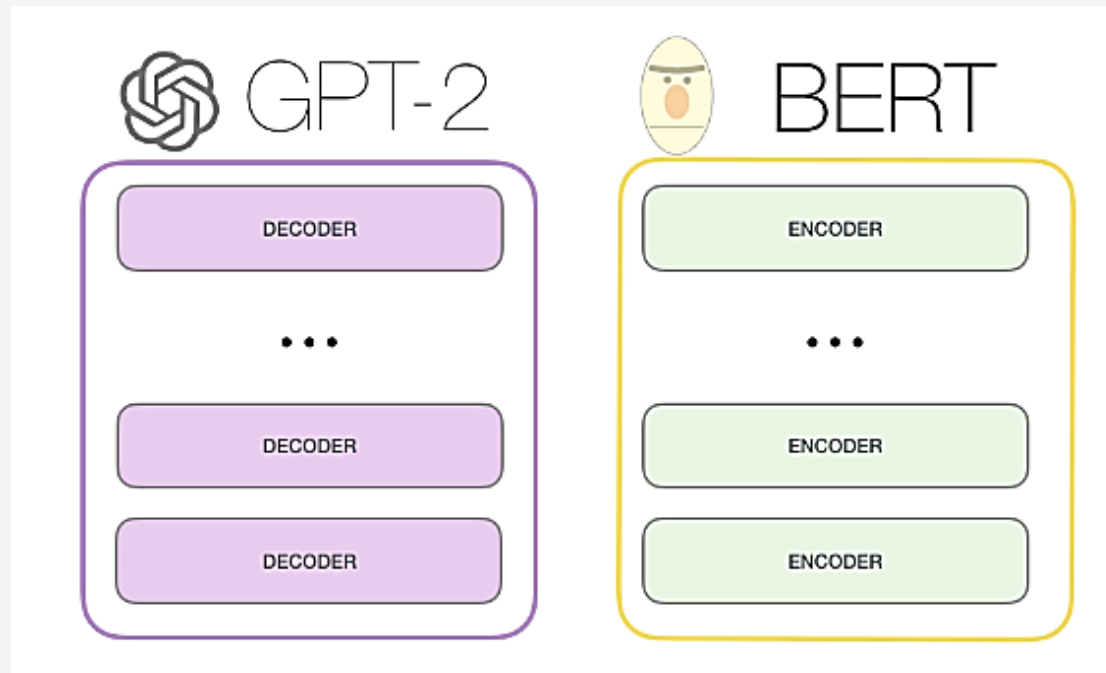 GPT-2
BERT
DECODER
ENCODER
...
...
DECODER
ENCODER
DECODER
ENCODER